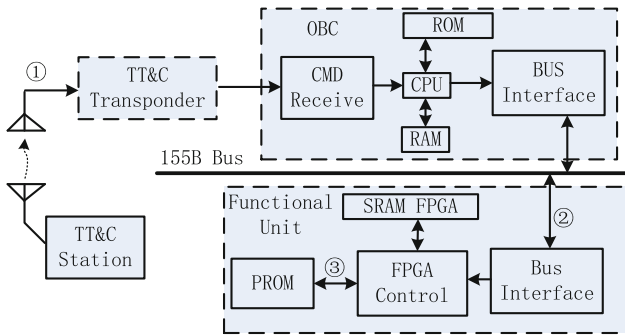 OBC
ROM
①
TT&C
Transponder
CMD
Receive
CPU
BUS
Interface
RAM
155B Bus
Functional
Unit
SRAM FPGA
②
TT&C
Station
PROM
③
FPGA
Control
Bus
Interface